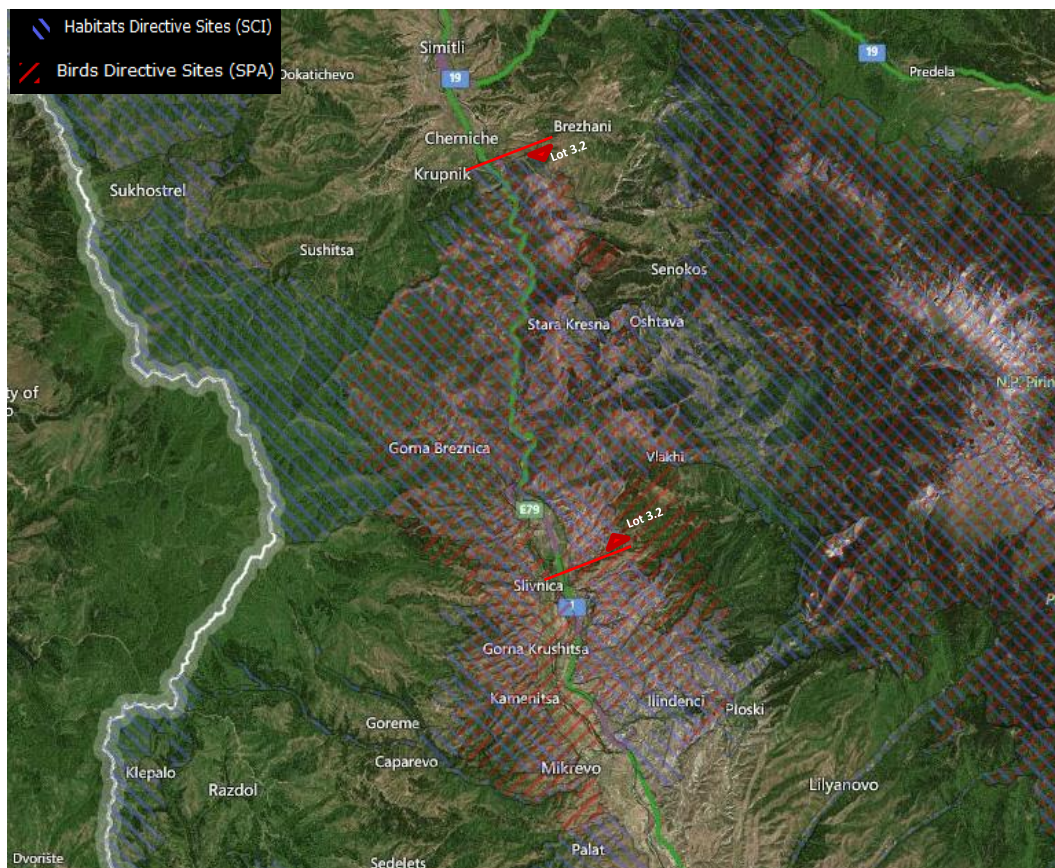 Habitats Directive Sites (SCI)
Birds Directive Sites (SPA)
Simitli
19
19
Dokatichevo
Predela
Cherniche
Brezhani
Lot 3.2
Krupnik
Sukhostrel
Sushitsa
Senokos
Stara Kresna
Oshtava
ty of
o
N.P. Pirin
Gorna Breznica
Vlakhi
E79
Lot 3.2
Slivnica
1
P
Gorna Krushitsa
Kamenitsa
Ilindenci
Ploski
Goreme
Caparevo
Mikrevo
Klepalo
Razdol
Lilyanovo
Dvorište
Sedelets
Palat